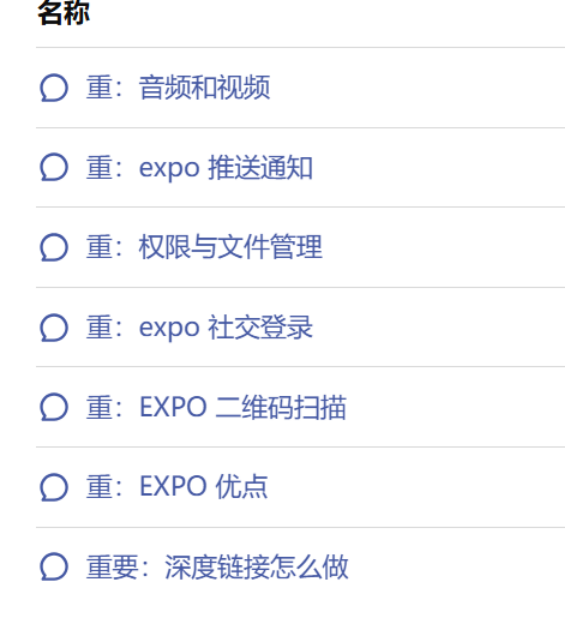 名称
重：音频和视频
重：expo 推送通知
重：权限与文件管理
重：expo 社交登录
重：EXPO 二维码扫描
重：EXPO 优点
重要：深度链接怎么做